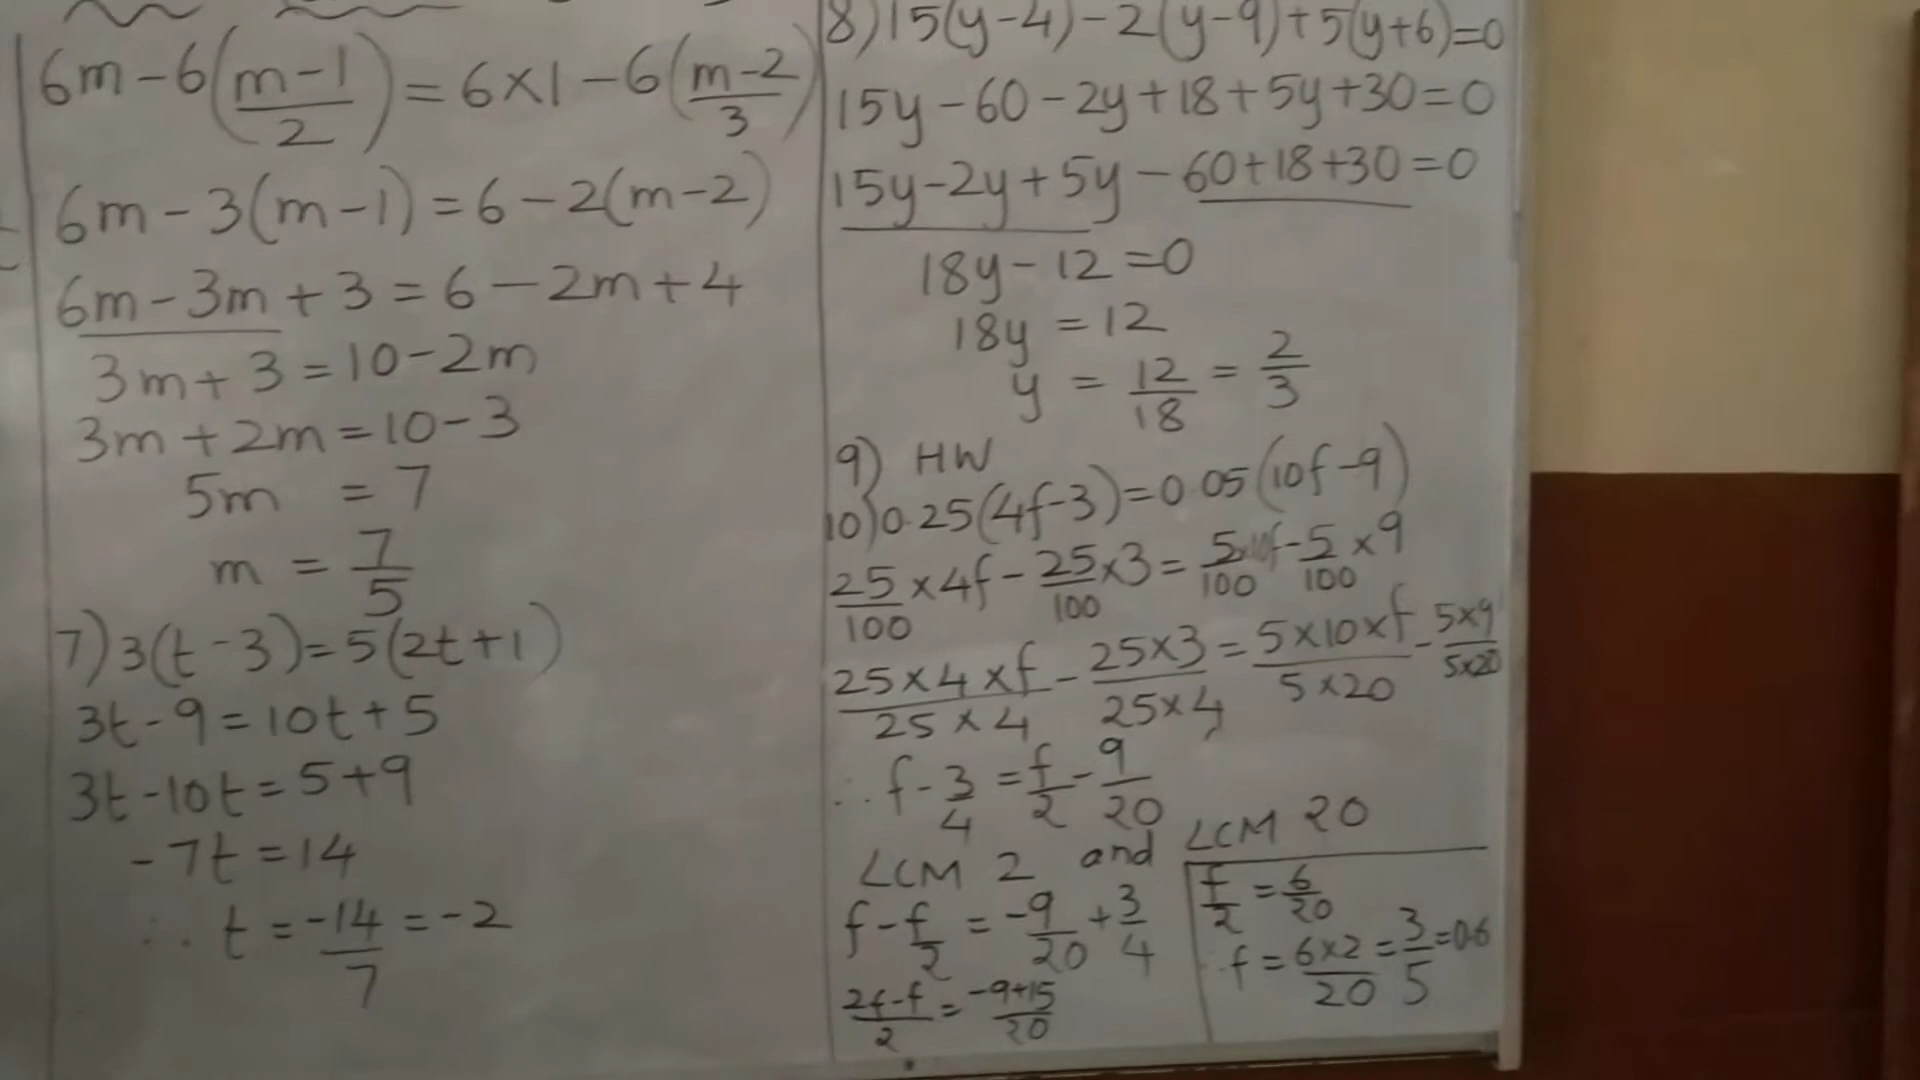 6m - 6((m-1)/2) = 6×1 - 6((m-2)/3)
6m - 3(m-1) = 6 - 2(m-2)
6m - 3m + 3 = 6 - 2m + 4
3m + 3 = 10 - 2m
3m + 2m = 10 - 3
5m = 7
m = 7/5
7) 3(t-3) = 5(2t+1)
3t - 9 = 10t + 5
3t - 10t = 5 + 9
-7t = 14
∴ t = -14/7 = -2
8) 15(y-4) - 2(y-9) + 5(y+6) = 0
15y - 60 - 2y + 18 + 5y + 30 = 0
15y - 2y + 5y - 60 + 18 + 30 = 0
18y - 12 = 0
18y = 12
y = 12/18 = 2/3
9) HW
10) 0.25(4f-3) = 0.05(10f-9)
25/100 × 4f - 25/100 × 3 = 5/100 ×10f - 5/100 × 9
(25×4×f)/(25×4) - (25×3)/(25×4) = (5×10×f)/(5×20) - (5×9)/(5×20)
∴ f - 3/4 = f/2 - 9/20
LCM 2 and LCM 20
f - f/2 = -9/20 + 3/4
(2f-f)/2 = (-9+15)/20
f/2 = 6/20
f = (6×2)/20 = 3/5 = 0.6